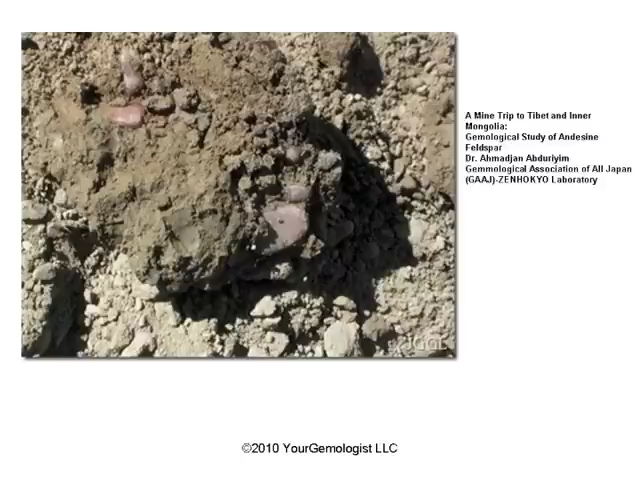 A Mine Trip to Tibet and Inner
Mongolia:
Gemological Study of Andesine
Feldspar
Dr. Ahmadjan Abduriyim
Gemmological Association of All Japan
(GAAJ)-ZENHOKYO Laboratory
©2010 YourGemologist LLC